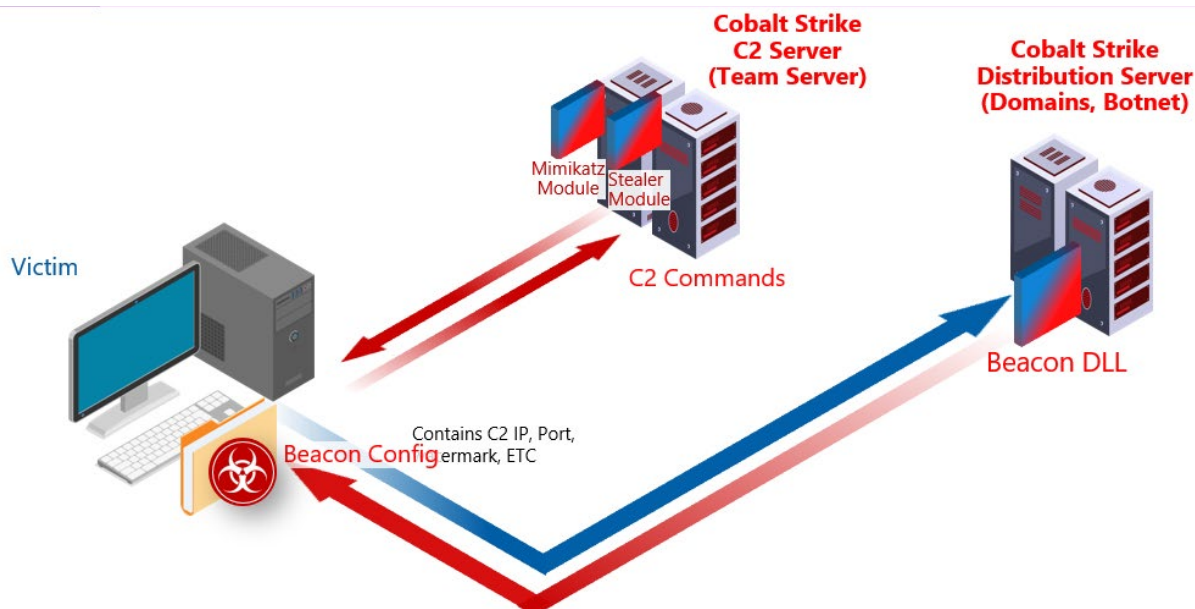 Cobalt Strike
C2 Server
(Team Server)
Cobalt Strike
Distribution Server
(Domains, Botnet)
Mimikatz
Module
Stealer
Module
Victim
C2 Commands
Beacon DLL
Contains C2 IP, Port,
Beacon Config
ermark, ETC